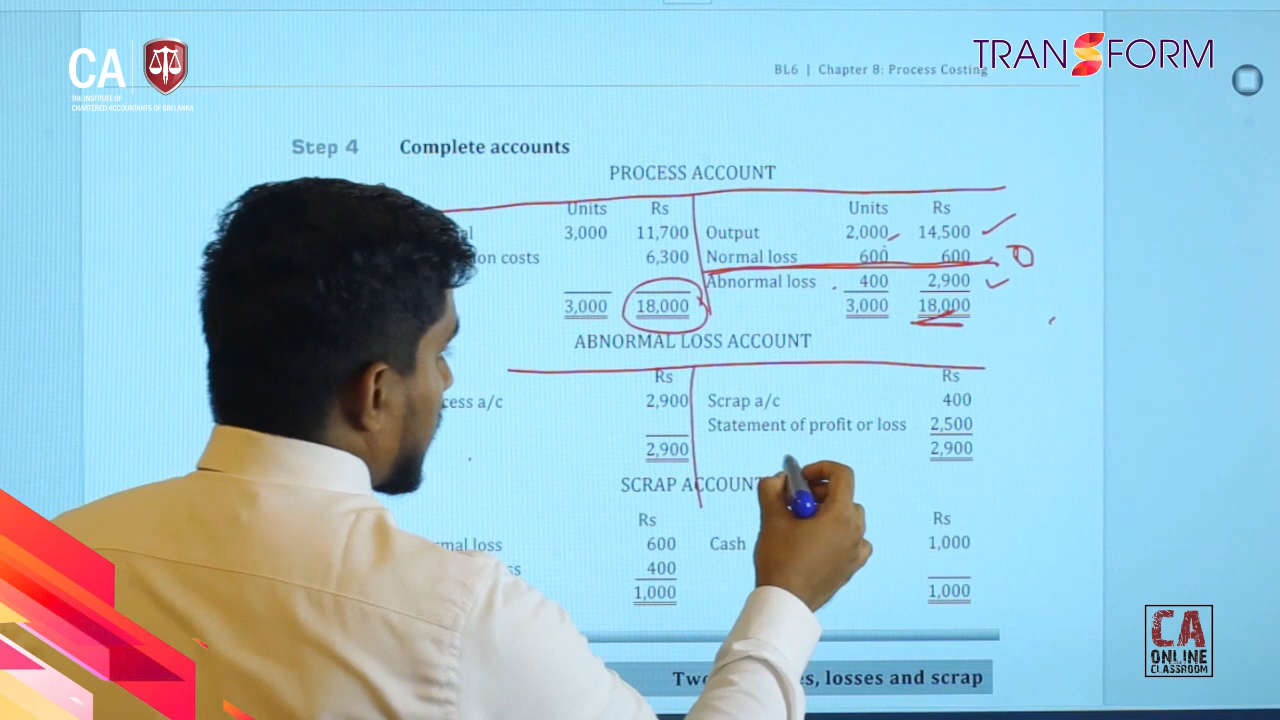 CA
THE INSTITUTE OF
CHARTERED ACCOUNTANTS OF SRI LANKA
TRANSFORM
BL6 | Chapter 8: Process Costing
Step 4 Complete accounts
PROCESS ACCOUNT
Units Rs Units Rs
3,000 11,700 Output 2,000 14,500
costs 6,300 Normal loss 600 600
Abnormal loss 400 2,900
3,000 18,000 3,000 18,000
ABNORMAL LOSS ACCOUNT
Rs Rs
a/c 2,900 Scrap a/c 400
Statement of profit or loss 2,500
2,900 2,900
SCRAP ACCOUNT
Rs Rs
loss 600 Cash 1,000
400
1,000 1,000
losses and scrap
CA
ONLINE
CLASSROOM